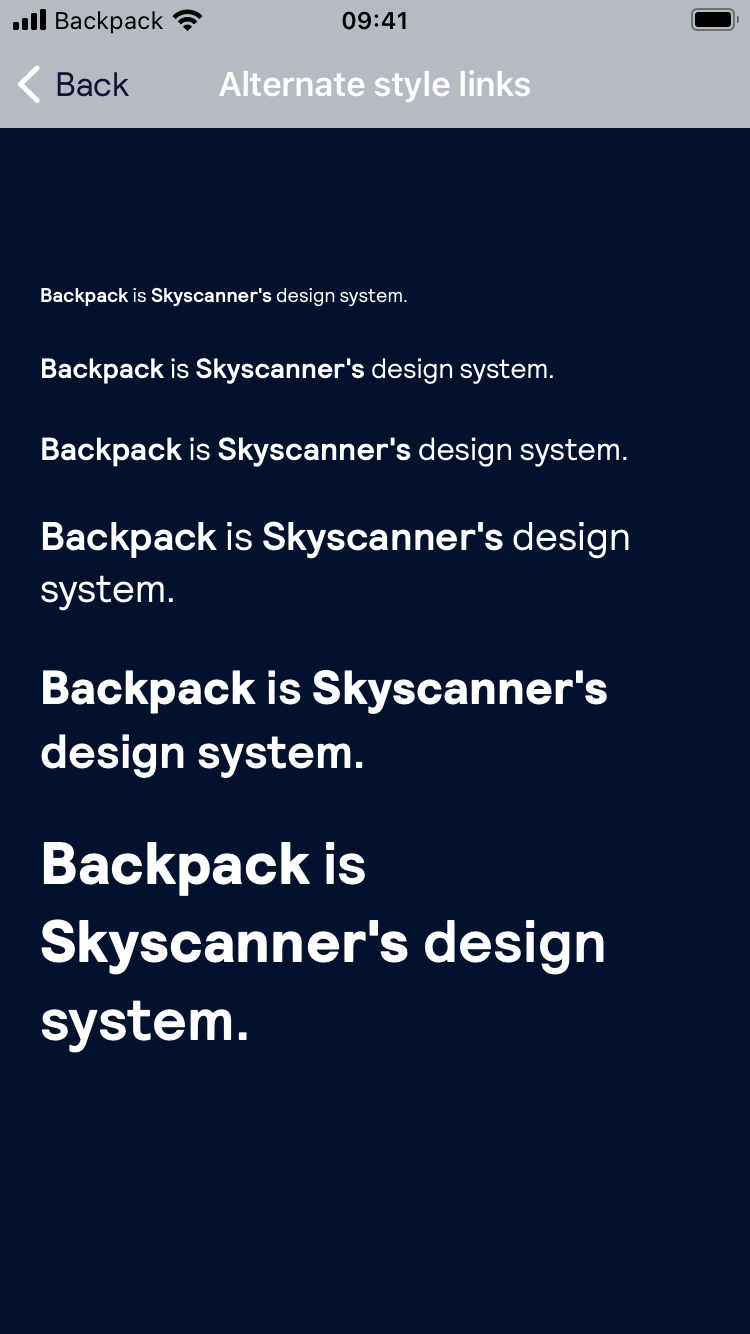 Backpack 09:41
Back Alternate style links
Backpack is Skyscanner's design system.
Backpack is Skyscanner's design system.
Backpack is Skyscanner's design system.
Backpack is Skyscanner's design
system.
Backpack is Skyscanner's
design system.
Backpack is
Skyscanner's design
system.